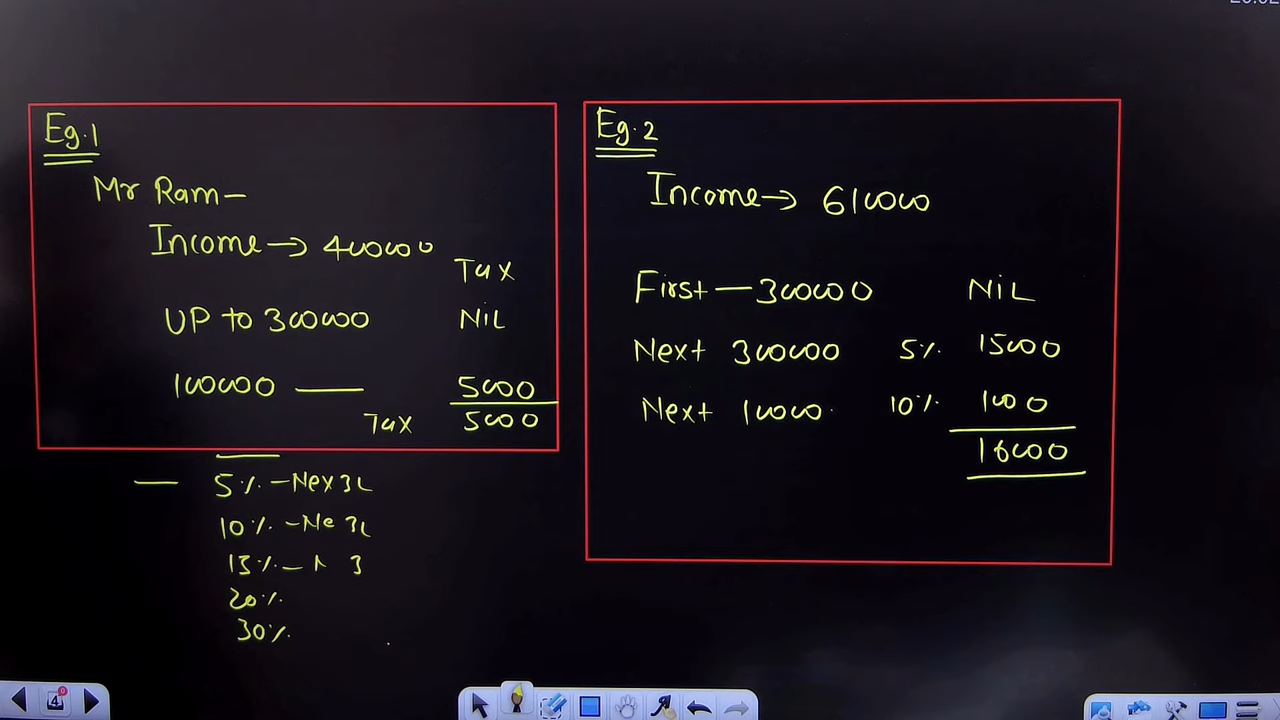 Eg.1
Mr Ram-
Income → 400000
Tax
UP to 300000 NiL
100000 — 5000
Tax 5000
— 5% - Nex 3L
10% - Ne 3L
15% - N 3
20%
30%
Eg.2
Income → 610000
First — 300000 NiL
Next 300000 5% 15000
Next 10000 10% 1000
16000
4